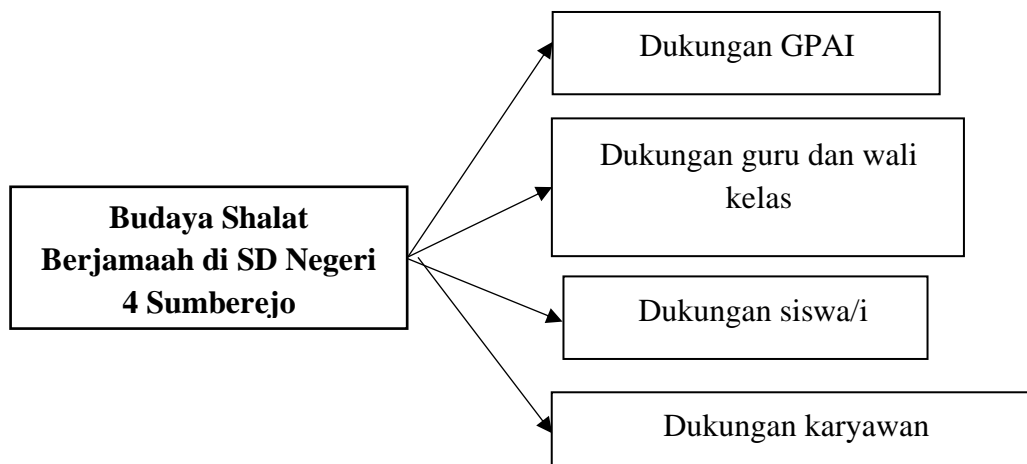 Dukungan GPAI
Dukungan guru dan wali
kelas
Budaya Shalat
Berjamaah di SD Negeri
4 Sumberejo
Dukungan siswa/i
Dukungan karyawan